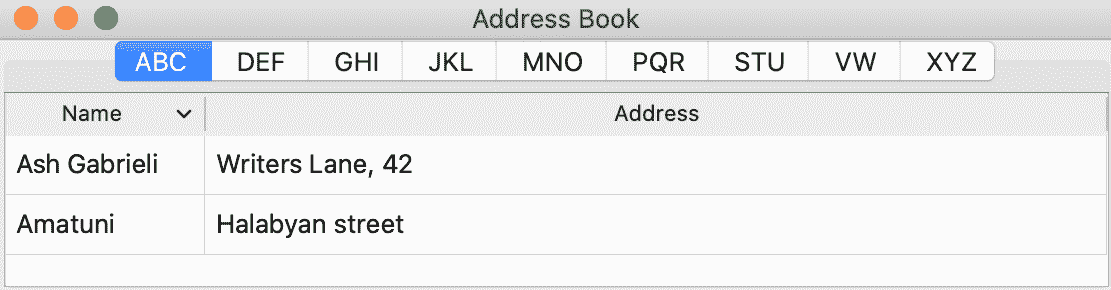 Address Book
ABC DEF GHI JKL MNO PQR STU VW XYZ
Name Address
Ash Gabrieli Writers Lane, 42
Amatuni Halabyan street